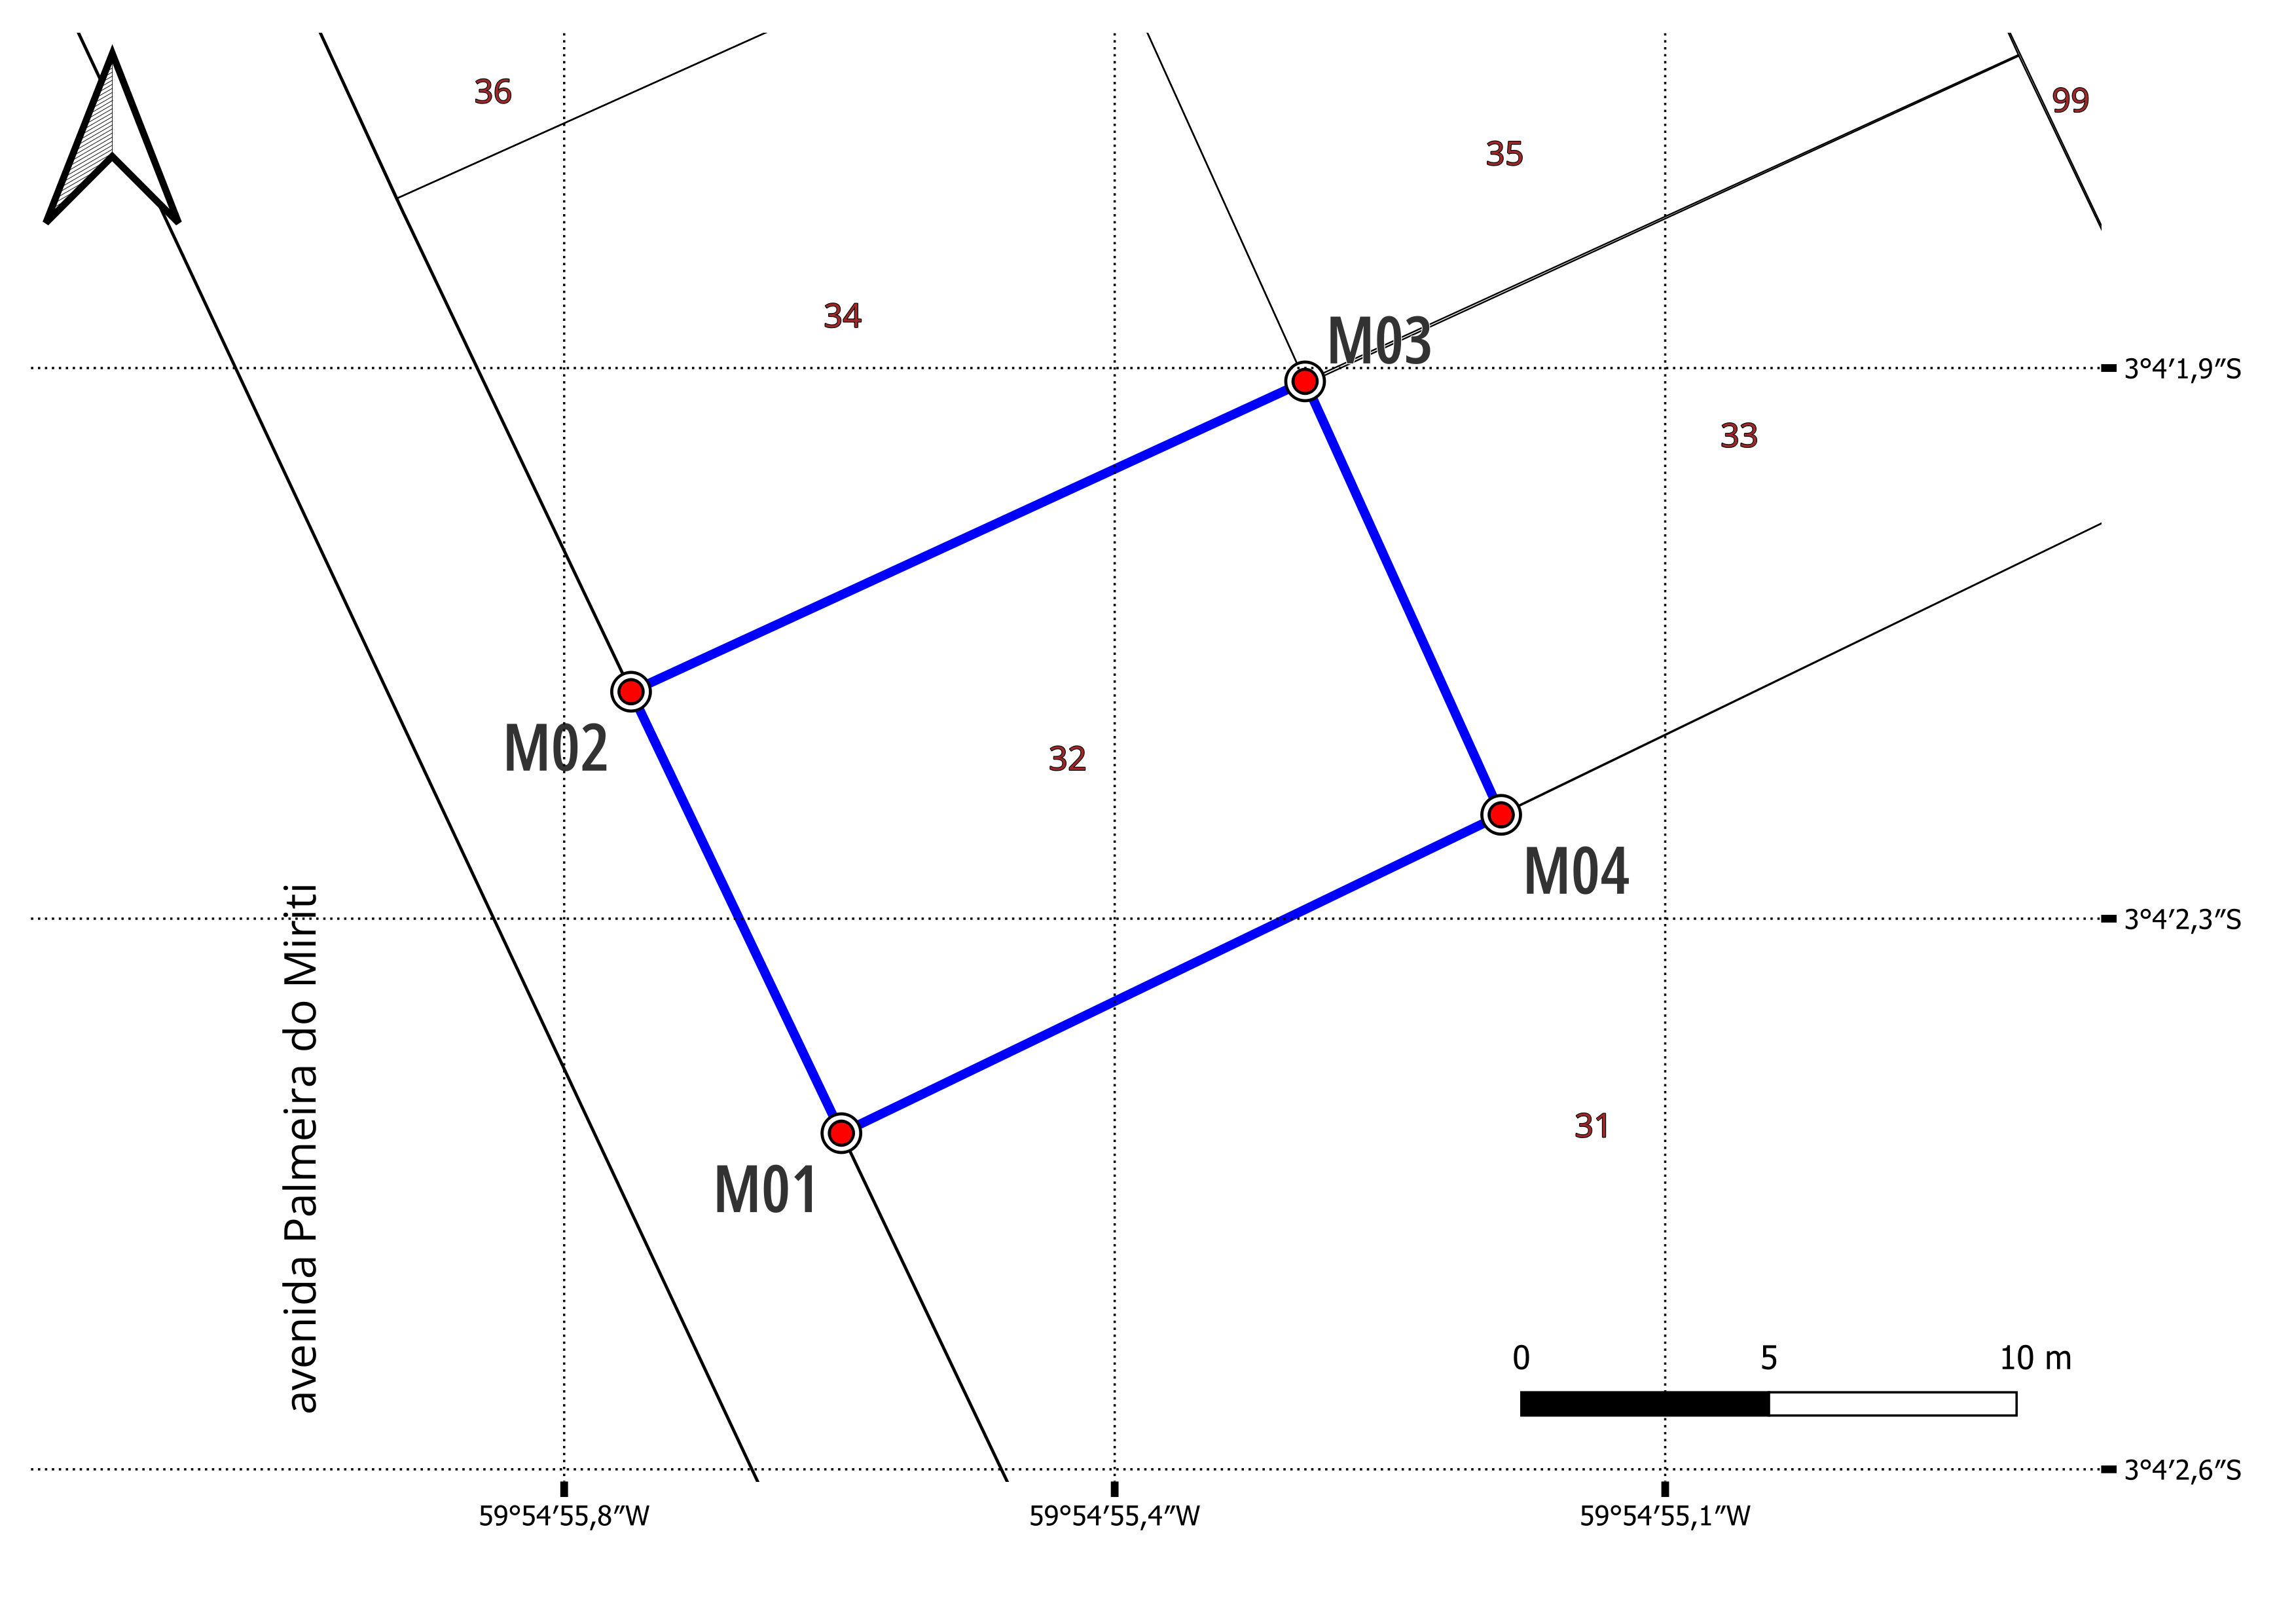 36
99
35
34
M03
3°4′1,9″S
33
M02
32
M04
3°4′2,3″S
avenida Palmeira do Miriti
31
M01
0 5 10 m
3°4′2,6″S
59°54′55,8″W 59°54′55,4″W 59°54′55,1″W